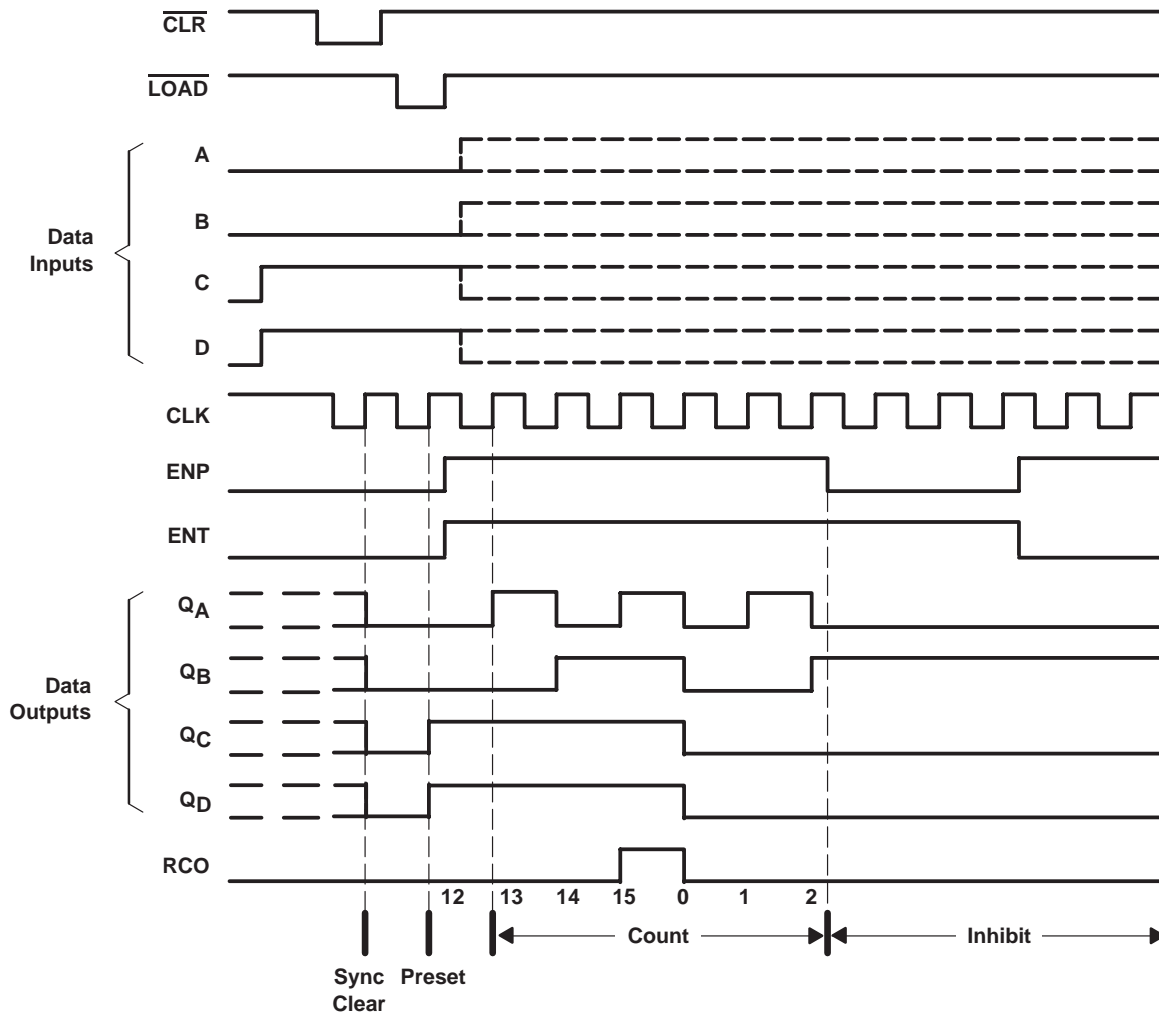 CLR
LOAD
A
B
Data
Inputs
C
D
CLK
ENP
ENT
QA
QB
Data
Outputs
QC
QD
RCO
12 13 14 15 0 1 2
Count Inhibit
Sync Preset
Clear